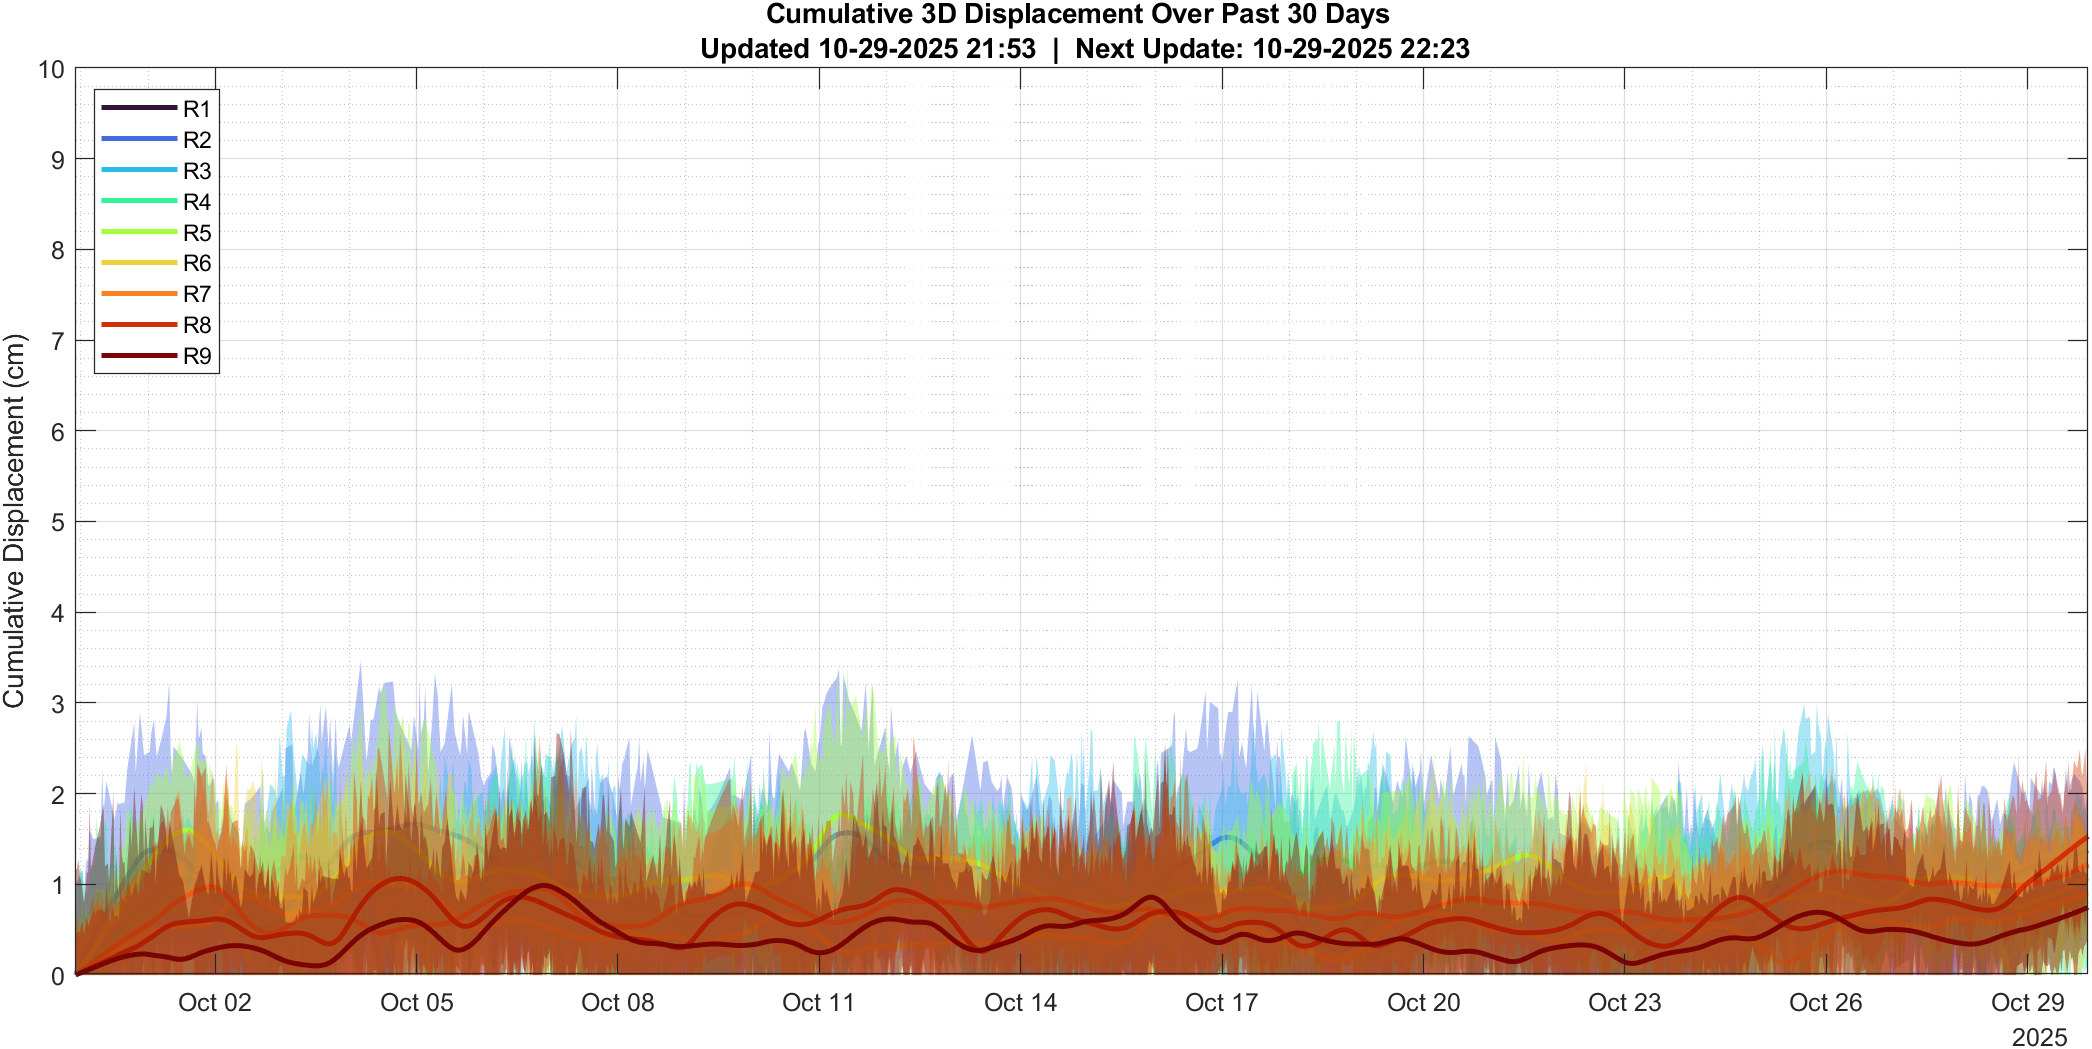 Cumulative 3D Displacement Over Past 30 Days
Updated 10-29-2025 21:53 | Next Update: 10-29-2025 22:23
Cumulative Displacement (cm)
10
9
8
7
6
5
4
3
2
1
0
R1
R2
R3
R4
R5
R6
R7
R8
R9
Oct 02 Oct 05 Oct 08 Oct 11 Oct 14 Oct 17 Oct 20 Oct 23 Oct 26 Oct 29
2025